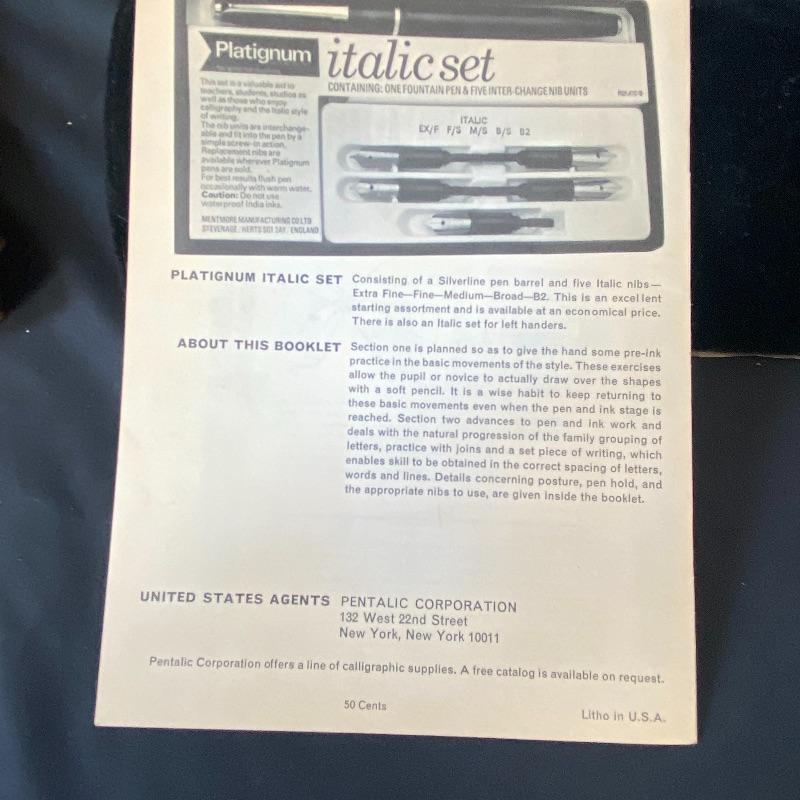 Platignum
italic set
CONTAINING: ONE FOUNTAIN PEN & FIVE INTER-CHANGE NIB UNITS
This set is a valuable aid to
teachers, students, studios as
well as those who enjoy
calligraphy and the Italic style
of writing.
The nib units are interchange-
able and fit into the pen by a
simple screw-in action.
Replacement nibs are
available wherever Platignum
pens are sold.
For best results flush pen
occasionally with warm water.
Caution: Do not use
waterproof India inks.
MENTMORE MANUFACTURING CO LTD
STEVENAGE, HERTS SG1 2AY, ENGLAND
ITALIC
EX/F F/S M/S B/S B2
PLATIGNUM ITALIC SET Consisting of a Silverline pen barrel and five Italic nibs—
Extra Fine—Fine—Medium—Broad—B2. This is an excellent
starting assortment and is available at an economical price.
There is also an Italic set for left handers.
ABOUT THIS BOOKLET Section one is planned so as to give the hand some pre-ink
practice in the basic movements of the style. These exercises
allow the pupil or novice to actually draw over the shapes
with a soft pencil. It is a wise habit to keep returning to
these basic movements even when the pen and ink stage is
reached. Section two advances to pen and ink work and
deals with the natural progression of the family grouping of
letters, practice with joins and a set piece of writing, which
enables skill to be obtained in the correct spacing of letters,
words and lines. Details concerning posture, pen hold, and
the appropriate nibs to use, are given inside the booklet.
UNITED STATES AGENTS PENTALIC CORPORATION
132 West 22nd Street
New York, New York 10011
Pentalic Corporation offers a line of calligraphic supplies. A free catalog is available on request.
50 Cents
Litho in U.S.A.